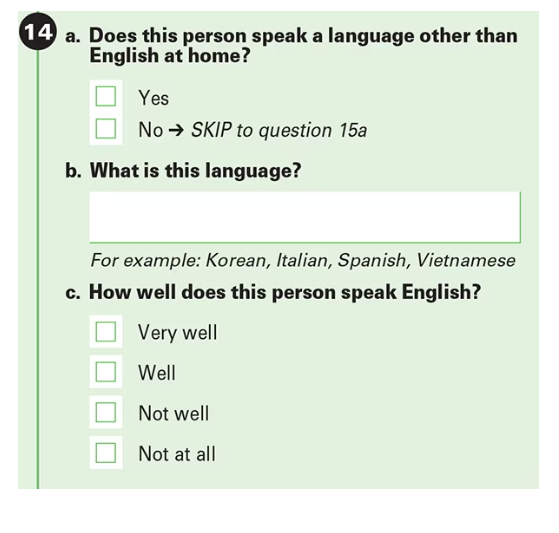 14 a. Does this person speak a language other than
English at home?
Yes
No ➔ SKIP to question 15a
b. What is this language?
For example: Korean, Italian, Spanish, Vietnamese
c. How well does this person speak English?
Very well
Well
Not well
Not at all